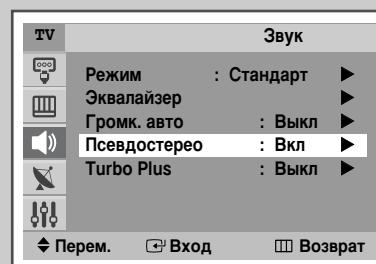 TV Звук
Режим : Стандарт
Эквалайзер
Громк. авто : Выкл
Псевдостерео : Вкл
Turbo Plus : Выкл
Перем. Вход Возврат